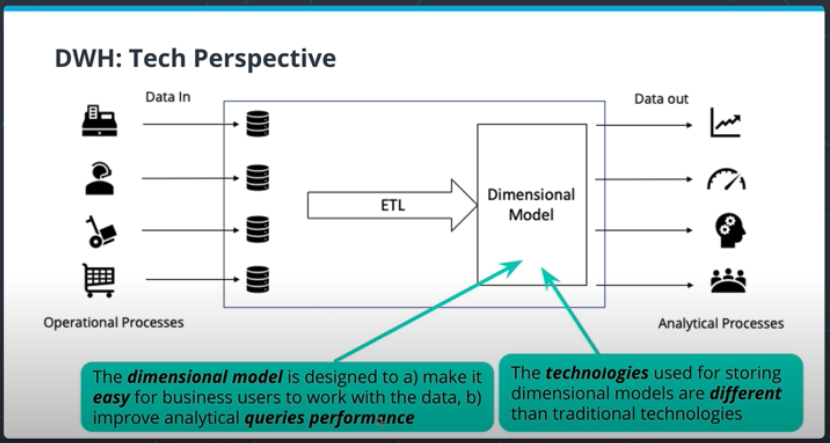 DWH: Tech Perspective
Data In
Data out
ETL
Dimensional
Model
Operational Processes
Analytical Processes
The dimensional model is designed to a) make it
easy for business users to work with the data, b)
improve analytical queries performance
The technologies used for storing
dimensional models are different
than traditional technologies